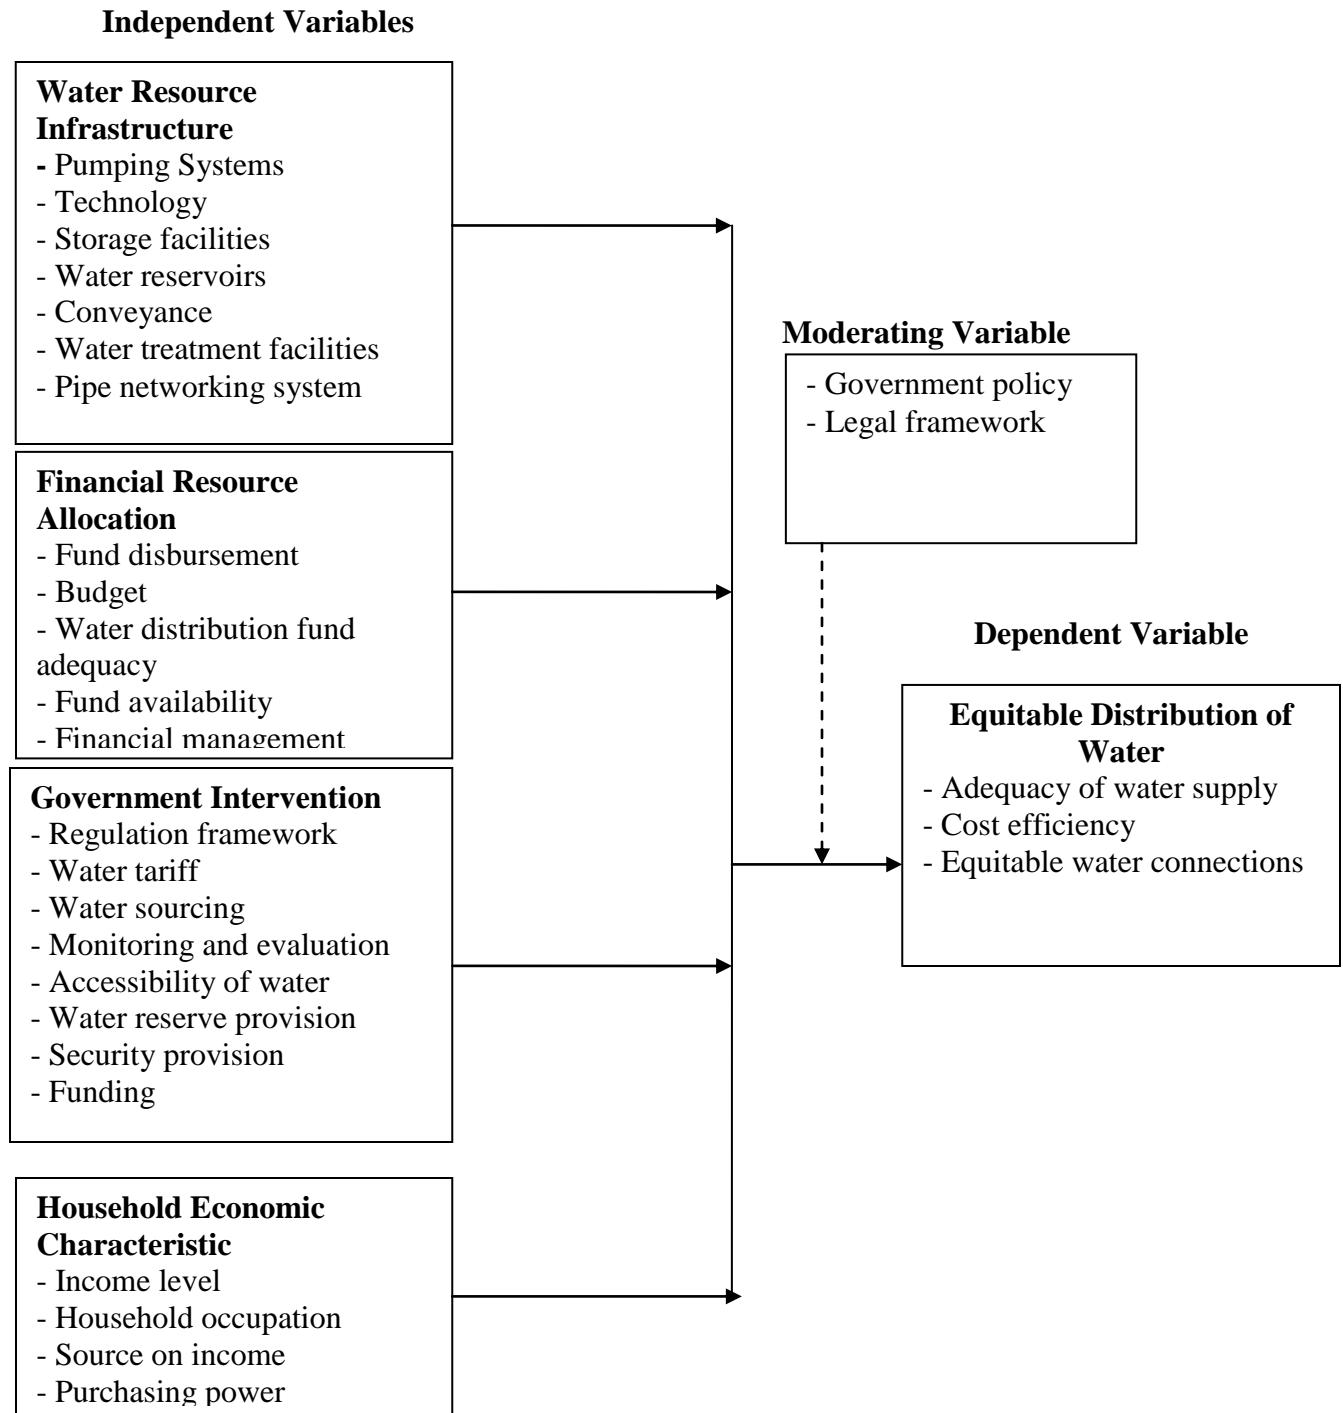 Independent Variables
Water Resource
Infrastructure
- Pumping Systems
- Technology
- Storage facilities
- Water reservoirs
- Conveyance
- Water treatment facilities
- Pipe networking system
Financial Resource
Allocation
- Fund disbursement
- Budget
- Water distribution fund
adequacy
- Fund availability
- Financial management
Government Intervention
- Regulation framework
- Water tariff
- Water sourcing
- Monitoring and evaluation
- Accessibility of water
- Water reserve provision
- Security provision
- Funding
Household Economic
Characteristic
- Income level
- Household occupation
- Source on income
- Purchasing power
Moderating Variable
- Government policy
- Legal framework
Dependent Variable
Equitable Distribution of
Water
- Adequacy of water supply
- Cost efficiency
- Equitable water connections